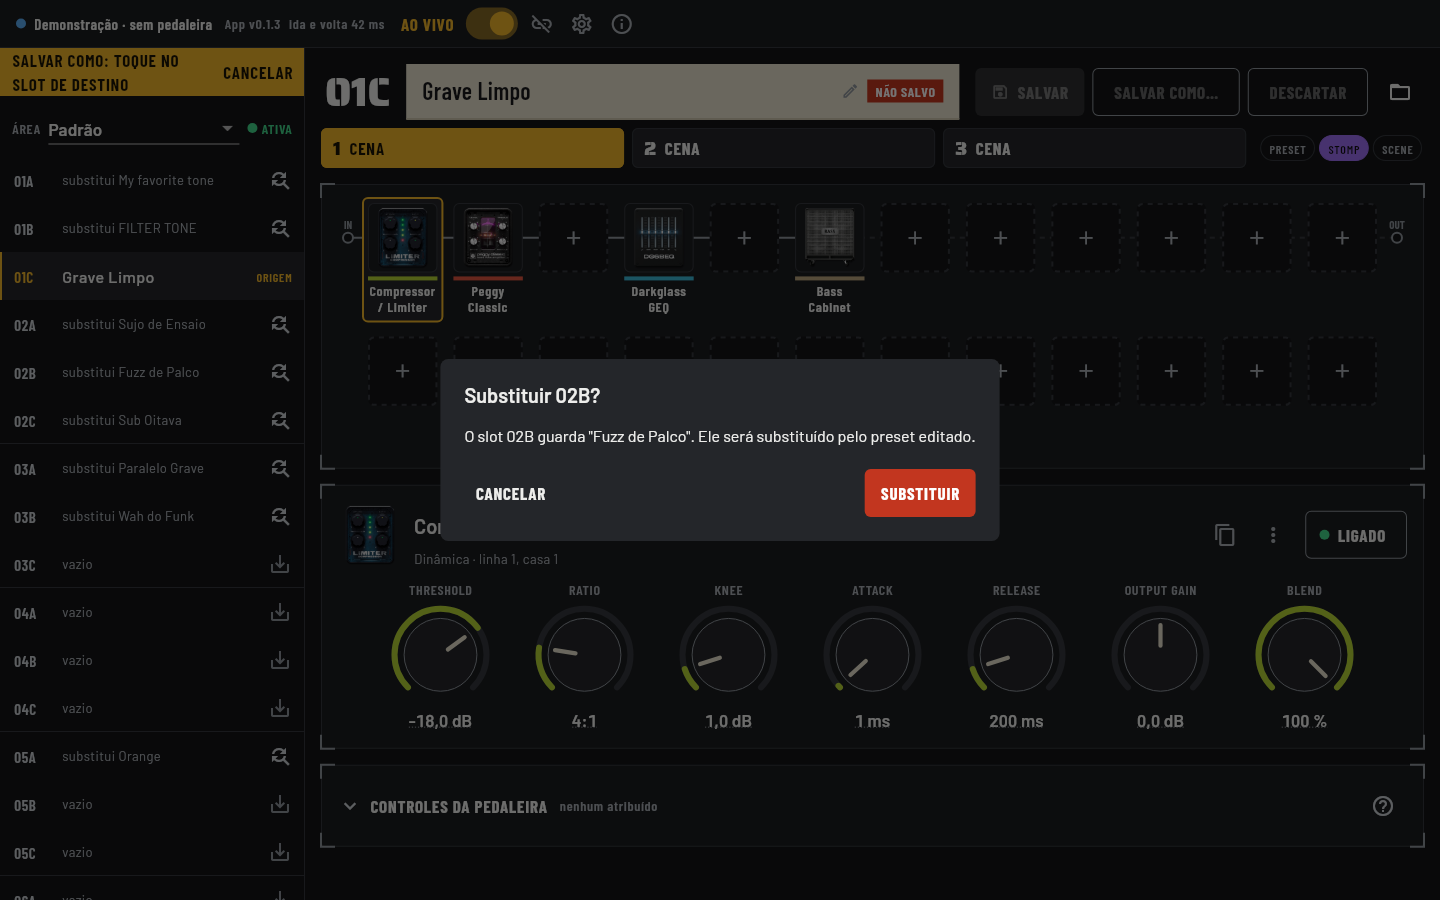 Demonstração · sem pedaleira App v0.1.3 Ida e volta 42 ms AO VIVO
SALVAR COMO: TOQUE NO
SLOT DE DESTINO
CANCELAR
ÁREA Padrão ATIVA
01A substitui My favorite tone
01B substitui FILTER TONE
01C Grave Limpo ORIGEM
02A substitui Sujo de Ensaio
02B substitui Fuzz de Palco
02C substitui Sub Oitava
03A substitui Paralelo Grave
03B substitui Wah do Funk
03C vazio
04A vazio
04B vazio
04C vazio
05A substitui Orange
05B vazio
05C vazio
01C Grave Limpo NÃO SALVO SALVAR SALVAR COMO... DESCARTAR
1 CENA 2 CENA 3 CENA PRESET STOMP SCENE
IN OUT
LIMITER
Compressor
/ Limiter
Peggy
Classic
Darkglass
GEQ
Bass
Cabinet
Substituir 02B?
O slot 02B guarda "Fuzz de Palco". Ele será substituído pelo preset editado.
CANCELAR SUBSTITUIR
LIMITER
Co
Dinâmica · linha 1, casa 1
LIGADO
THRESHOLD RATIO KNEE ATTACK RELEASE OUTPUT GAIN BLEND
-18,0 dB 4:1 1,0 dB 1 ms 200 ms 0,0 dB 100 %
CONTROLES DA PEDALEIRA nenhum atribuído